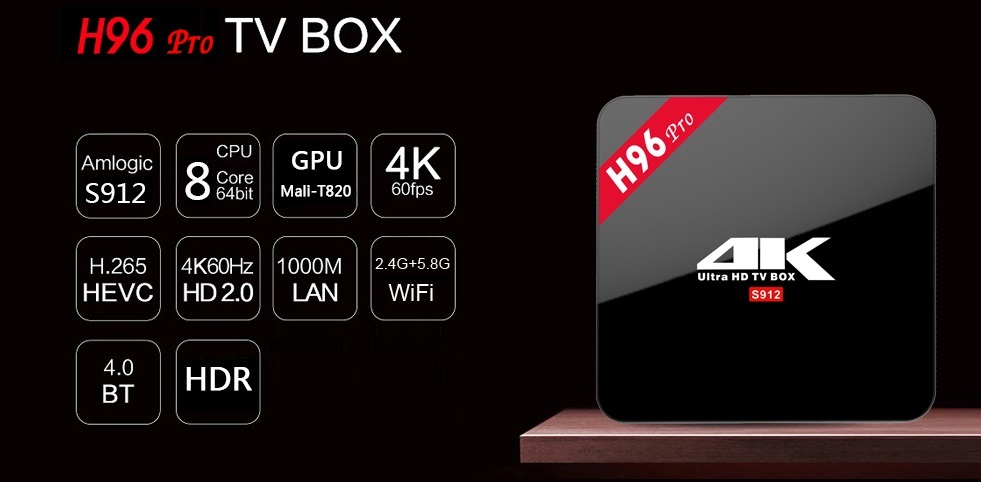 H96 Pro TV BOX
Amlogic
S912
CPU
8 Core
64bit
GPU
Mali-T820
4K
60fps
H.265
HEVC
4K60Hz
HD 2.0
1000M
LAN
2.4G+5.8G
WiFi
4.0
BT
HDR
H96 Pro
4K
Ultra HD TV BOX
S912